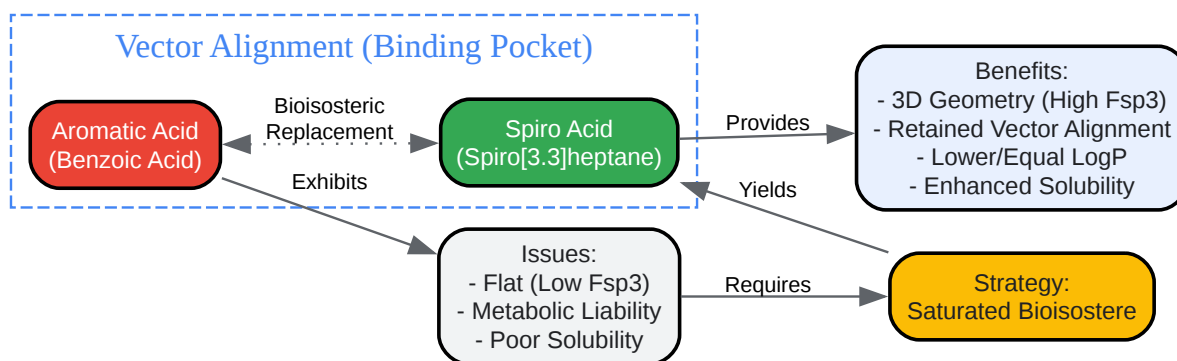 Vector Alignment (Binding Pocket)
Aromatic Acid
(Benzoic Acid)
Bioisosteric
Replacement
Spiro Acid
(Spiro[3.3]heptane)
Provides
Benefits:
- 3D Geometry (High Fsp3)
- Retained Vector Alignment
- Lower/Equal LogP
- Enhanced Solubility
Exhibits
Yields
Issues:
- Flat (Low Fsp3)
- Metabolic Liability
- Poor Solubility
Requires
Strategy:
Saturated Bioisostere